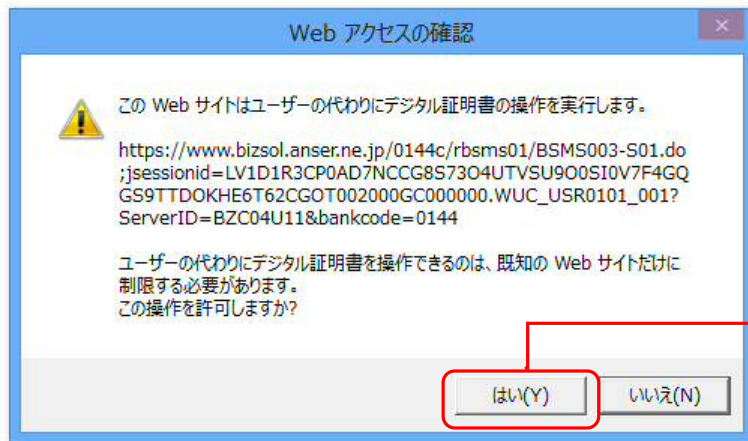 Web アクセスの確認
この Web サイトはユーザーの代わりにデジタル証明書の操作を実行します。
https://www.bizsol.anser.ne.jp/0144c/rbsms01/BSMS003-S01.do
;jsessionid=LV1D1R3CP0AD7NCCG8S73O4UTVSU9O0SI0V7F4GQ
GS9TTDOKHE6T62CGOT002000GC000000.WUC_USR0101_001?
ServerID=BZC04U11&bankcode=0144
ユーザーの代わりにデジタル証明書を操作できるのは、既知の Web サイトだけに
制限する必要があります。
この操作を許可しますか?
はい(Y)
いいえ(N)